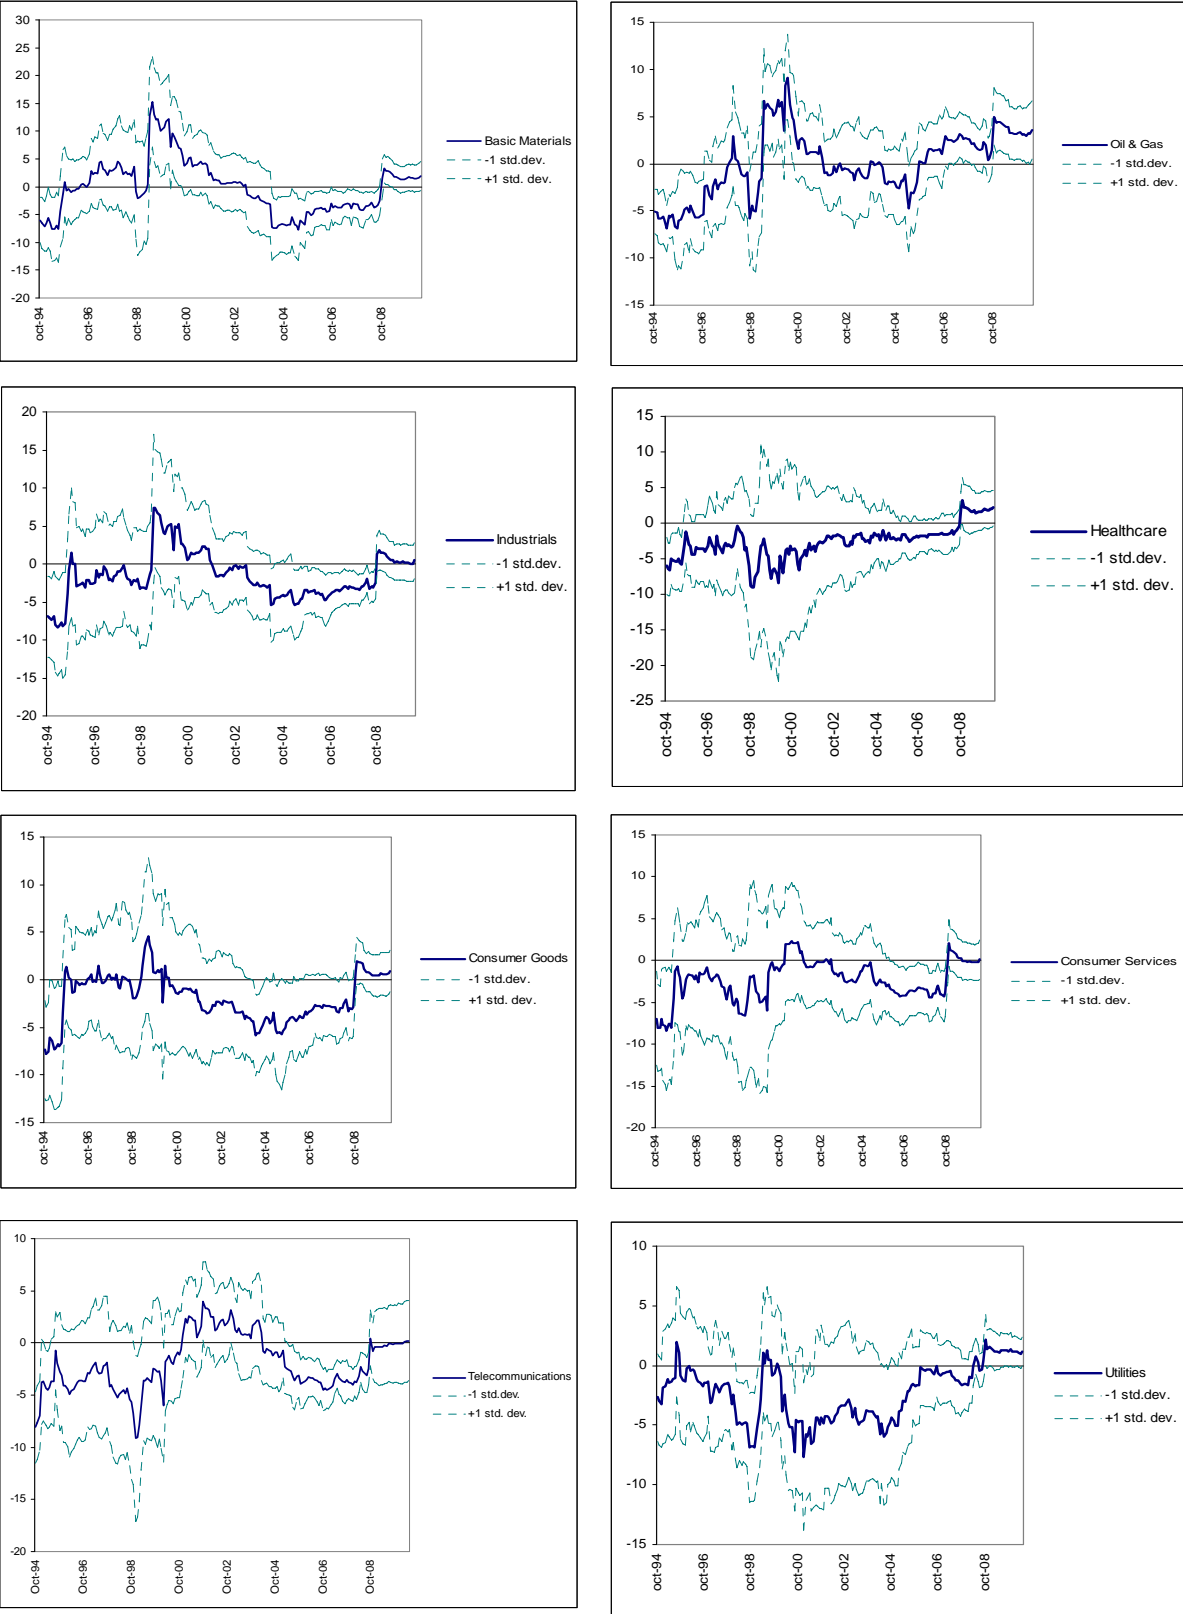 30
25
20
15
10
5
0
-5
-10
-15
-20
oct-94
oct-96
oct-98
oct-00
oct-02
oct-04
oct-06
oct-08
Basic Materials
-1 std.dev.
+1 std. dev.
15
10
5
0
-5
-10
-15
oct-94
oct-96
oct-98
oct-00
oct-02
oct-04
oct-06
oct-08
Oil & Gas
-1 std.dev.
+1 std. dev.
20
15
10
5
0
-5
-10
-15
-20
oct-94
oct-96
oct-98
oct-00
oct-02
oct-04
oct-06
oct-08
Industrials
-1 std.dev.
+1 std. dev.
15
10
5
0
-5
-10
-15
-20
-25
oct-94
oct-96
oct-98
oct-00
oct-02
oct-04
oct-06
oct-08
Healthcare
-1 std.dev.
+1 std. dev.
15
10
5
0
-5
-10
-15
oct-94
oct-96
oct-98
oct-00
oct-02
oct-04
oct-06
oct-08
Consumer Goods
-1 std.dev.
+1 std. dev.
15
10
5
0
-5
-10
-15
-20
oct-94
oct-96
oct-98
oct-00
oct-02
oct-04
oct-06
oct-08
Consumer Services
-1 std.dev.
+1 std. dev.
10
5
0
-5
-10
-15
-20
Oct-94
Oct-96
Oct-98
Oct-00
Oct-02
Oct-04
Oct-06
Oct-08
Telecommunications
-1 std.dev.
+1 std. dev.
10
5
0
-5
-10
-15
oct-94
oct-96
oct-98
oct-00
oct-02
oct-04
oct-06
oct-08
Utilities
-1 std.dev.
+1 std. dev.